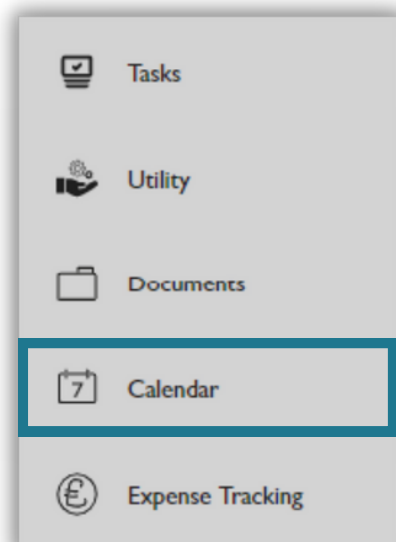 Tasks
Utility
Documents
7 Calendar
£ Expense Tracking